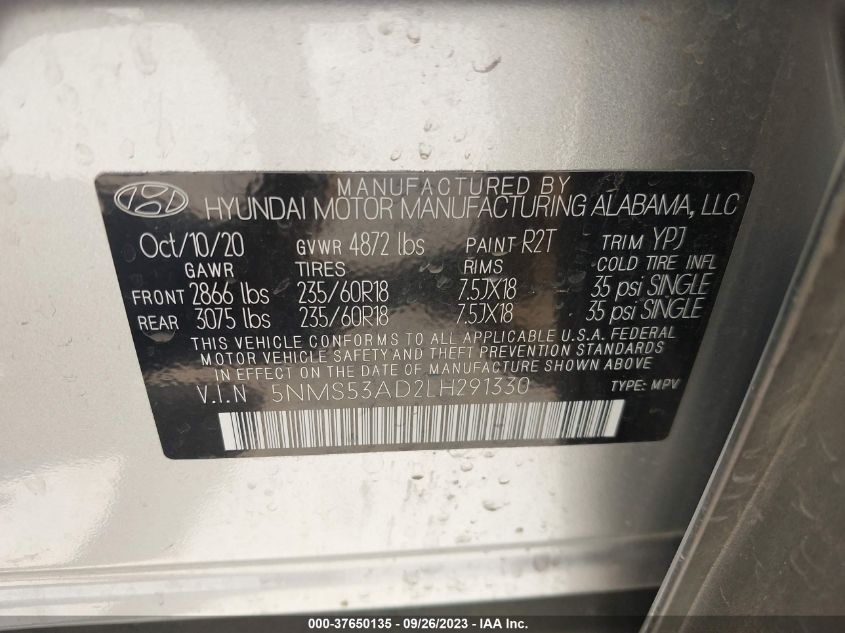 MANUFACTURED BY
HYUNDAI MOTOR MANUFACTURING ALABAMA, LLC
Oct/10/20 GVWR 4872 lbs PAINT R2T TRIM YPJ
GAWR TIRES RIMS COLD TIRE INFL
FRONT 2866 lbs 235/60R18 7.5JX18 35 psi SINGLE
REAR 3075 lbs 235/60R18 7.5JX18 35 psi SINGLE
THIS VEHICLE CONFORMS TO ALL APPLICABLE U.S.A. FEDERAL
MOTOR VEHICLE SAFETY AND THEFT PREVENTION STANDARDS
IN EFFECT ON THE DATE OF MANUFACTURE SHOWN ABOVE
V.I.N 5NMS53AD2LH291330 TYPE: MPV
000-37650135 - 09/26/2023 - IAA Inc.